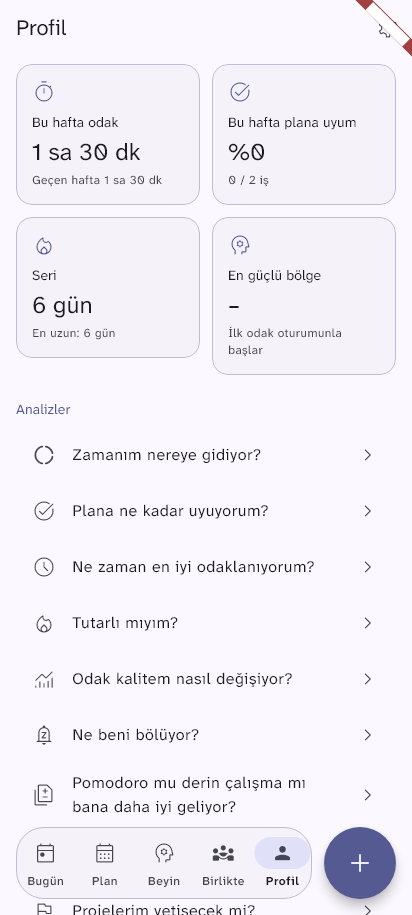 Profil
Bu hafta odak
1 sa 30 dk
Geçen hafta 1 sa 30 dk
Bu hafta plana uyum
%0
0 / 2 iş
Seri
6 gün
En uzun: 6 gün
En güçlü bölge
–
İlk odak oturumunla
başlar
Analizler
Zamanım nereye gidiyor?
Plana ne kadar uyuyorum?
Ne zaman en iyi odaklanıyorum?
Tutarlı mıyım?
Odak kalitem nasıl değişiyor?
Ne beni bölüyor?
Pomodoro mu derin çalışma mı
bana daha iyi geliyor?
Bugün
Plan
Beyin
Birlikte
Profil
Projelerim yetişecek mi?